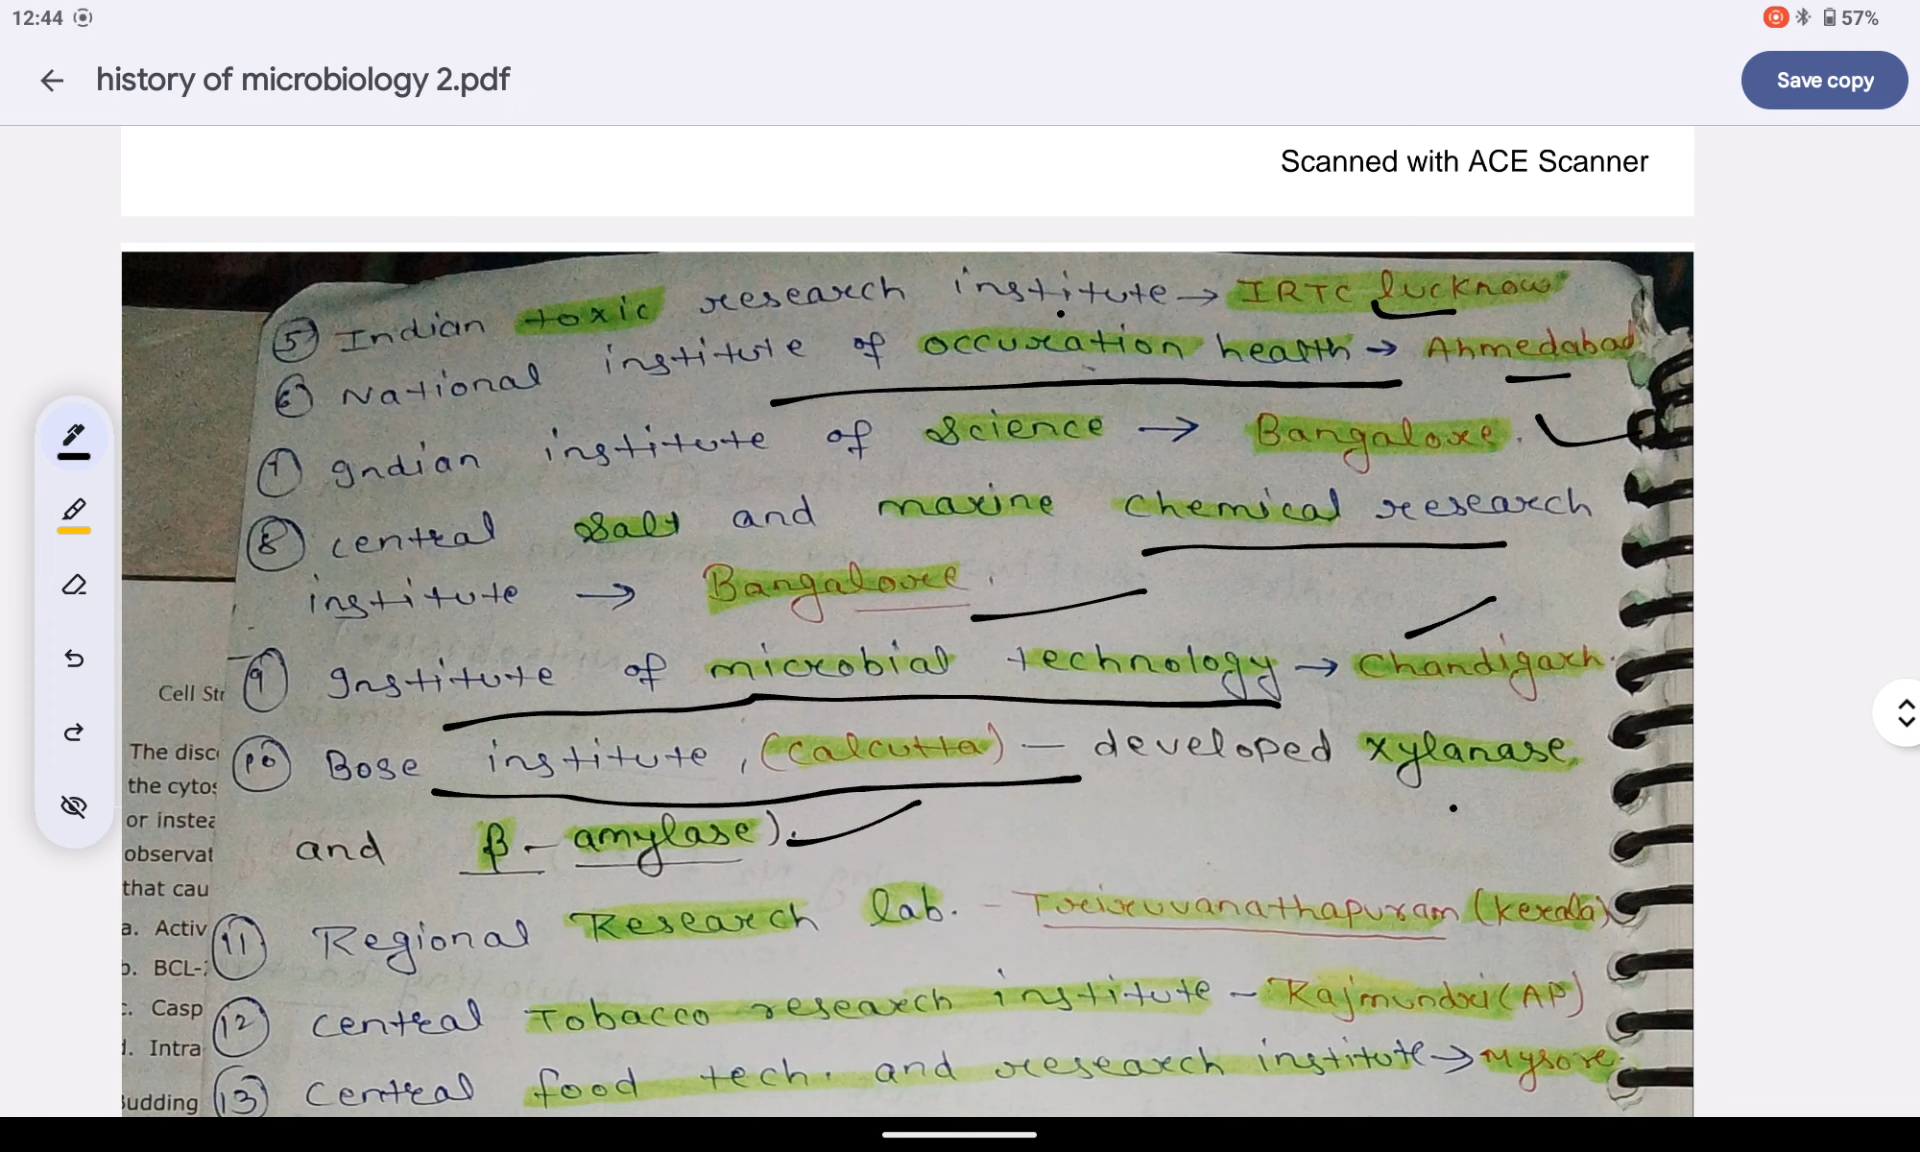 12:44
57%
history of microbiology 2.pdf
Save copy
Scanned with ACE Scanner
5 Indian toxic research institute → IRTC lucknow
6 National institute of occuration health → Ahmedabad
7 Indian institute of science → Bangalore.
8 central salt and marine chemical research
institute → Bangalore.
9 Institute of microbial technology → Chandigarh.
10 Bose institute, (calcutta) — developed xylanase
and β - amylase).
11 Regional Research lab. - Toriruvanathapuram (kerala)
12 central Tobacco research institute - Rajmundri (AP)
13 central food tech. and research institute → Mysore.
Cell Str
The disc
the cytos
or instea
observat
that cau
a. Activ
b. BCL-
c. Casp
d. Intra
Budding